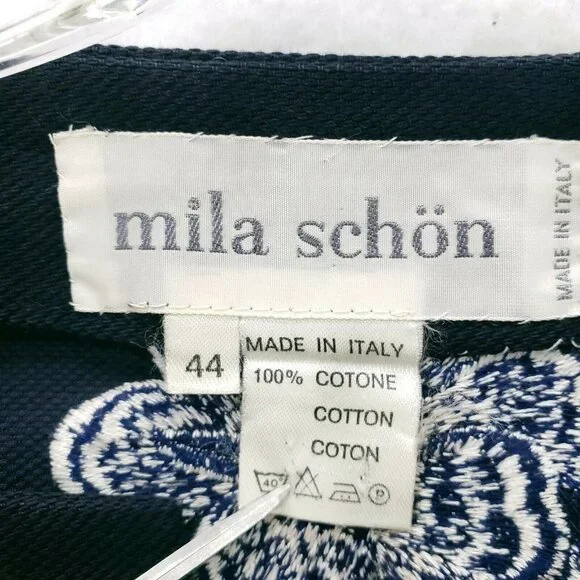 mila schön
MADE IN ITALY
44
MADE IN ITALY
100% COTONE
COTTON
COTON
40
P